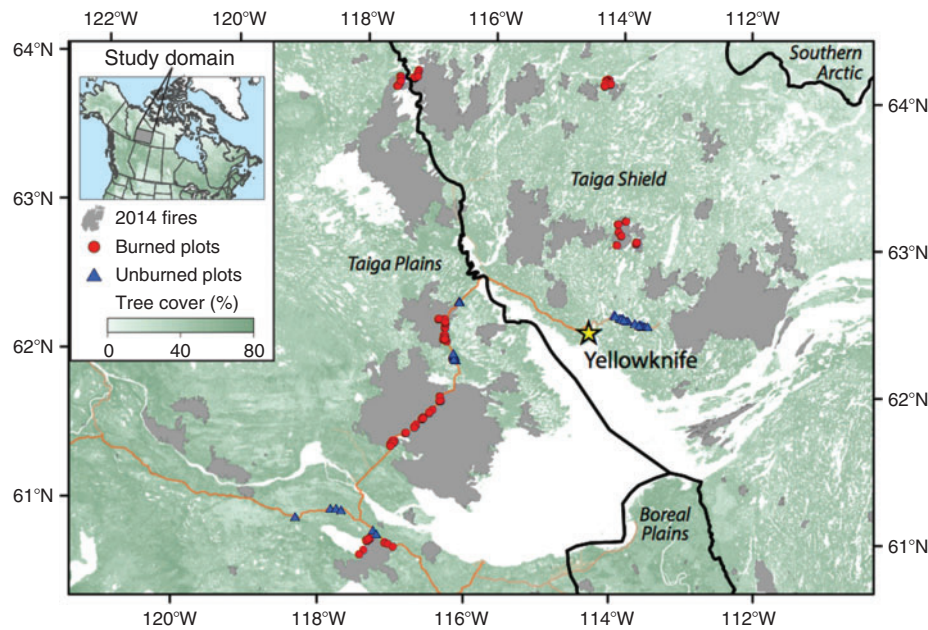 122°W 120°W 118°W 116°W 114°W 112°W
64°N
Study domain
Southern
Arctic
64°N
Taiga Shield
63°N
2014 fires
Burned plots
Unburned plots
Tree cover (%)
0 40 80
Taiga Plains
63°N
62°N
Yellowknife
62°N
61°N
Boreal
Plains
61°N
120°W 118°W 116°W 114°W 112°W